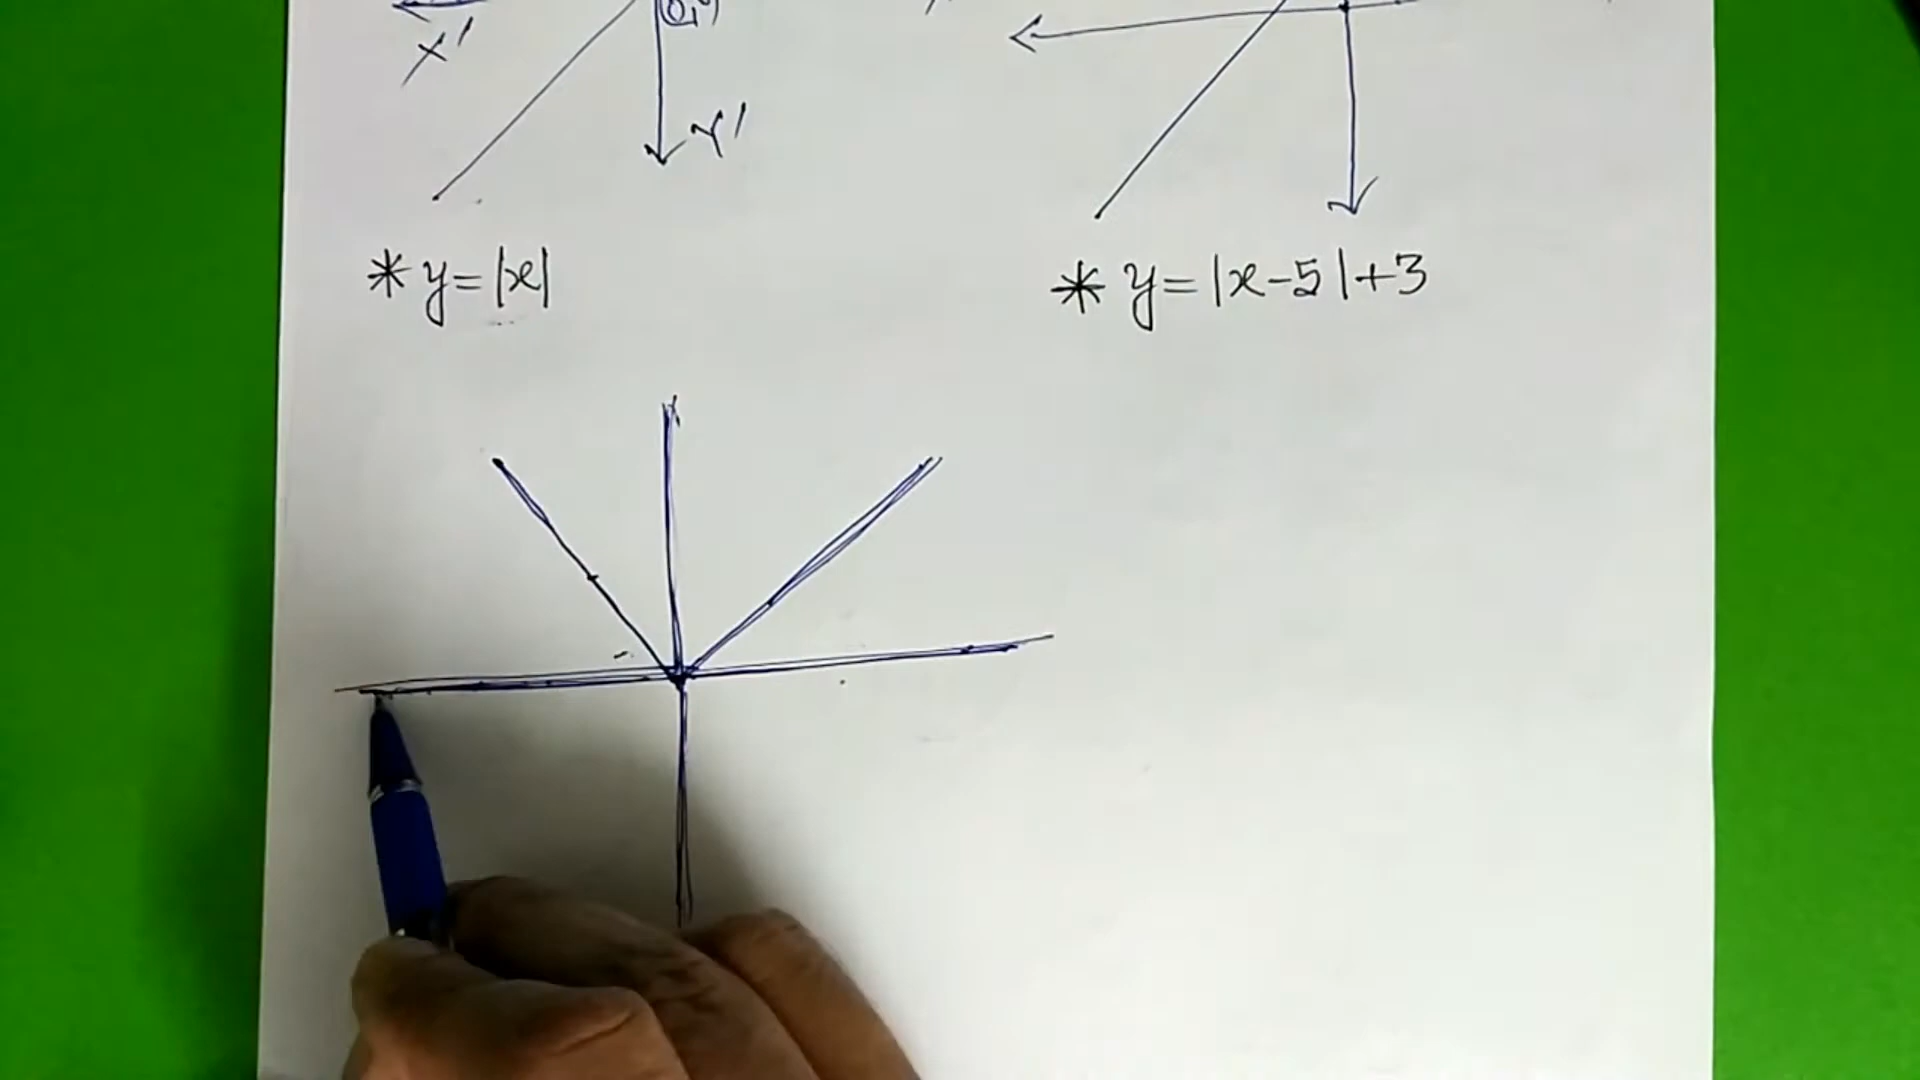 (0,0)
X'
Y'
* y=|x|
* y=|x-5|+3